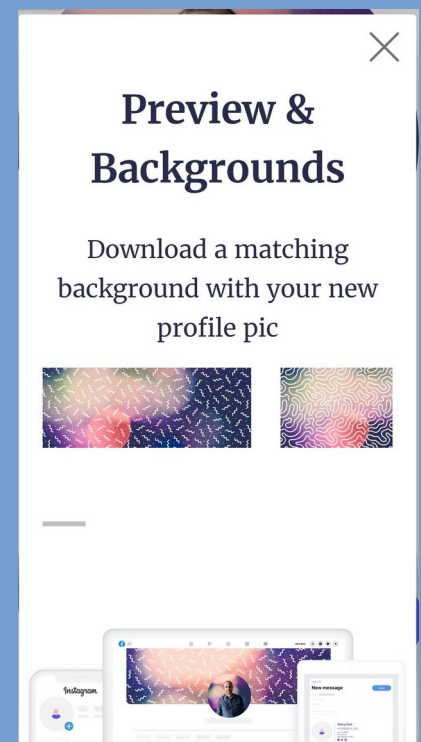 Preview &
Backgrounds
Download a matching
background with your new
profile pic
Instagram
New message